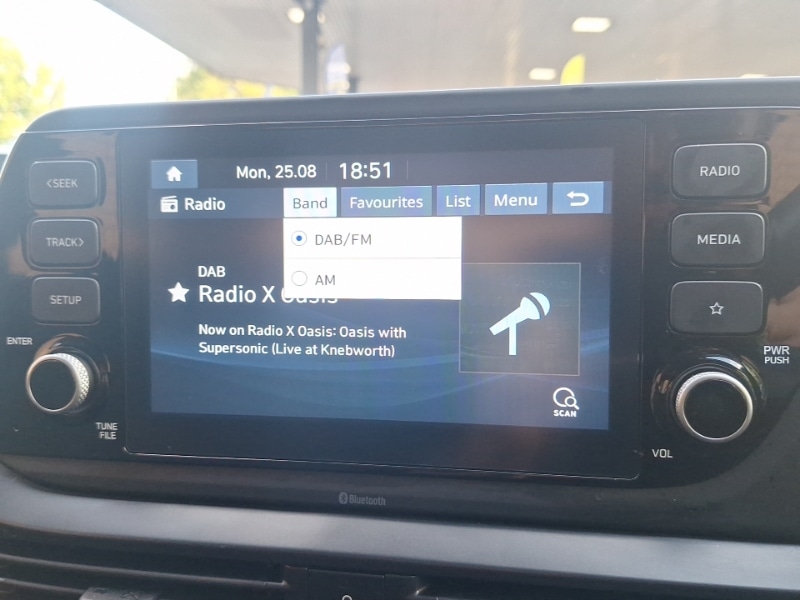 Mon, 25.08 18:51
Radio Band Favourites List Menu
DAB/FM
AM
DAB
Radio X Oasis
Now on Radio X Oasis: Oasis with
Supersonic (Live at Knebworth)
SCAN
<SEEK
TRACK>
SETUP
ENTER
TUNE
FILE
RADIO
MEDIA
PWR
PUSH
VOL
Bluetooth